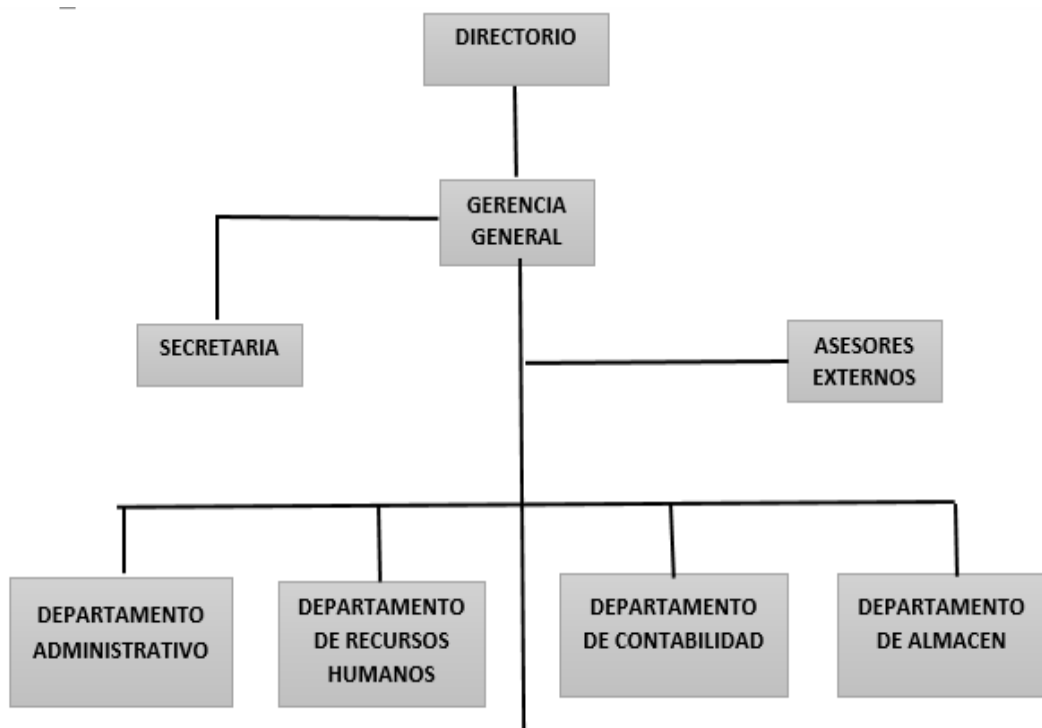 DIRECTORIO
GERENCIA
GENERAL
SECRETARIA
ASESORES
EXTERNOS
DEPARTAMENTO
ADMINISTRATIVO
DEPARTAMENTO
DE RECURSOS
HUMANOS
DEPARTAMENTO
DE CONTABILIDAD
DEPARTAMENTO
DE ALMACEN